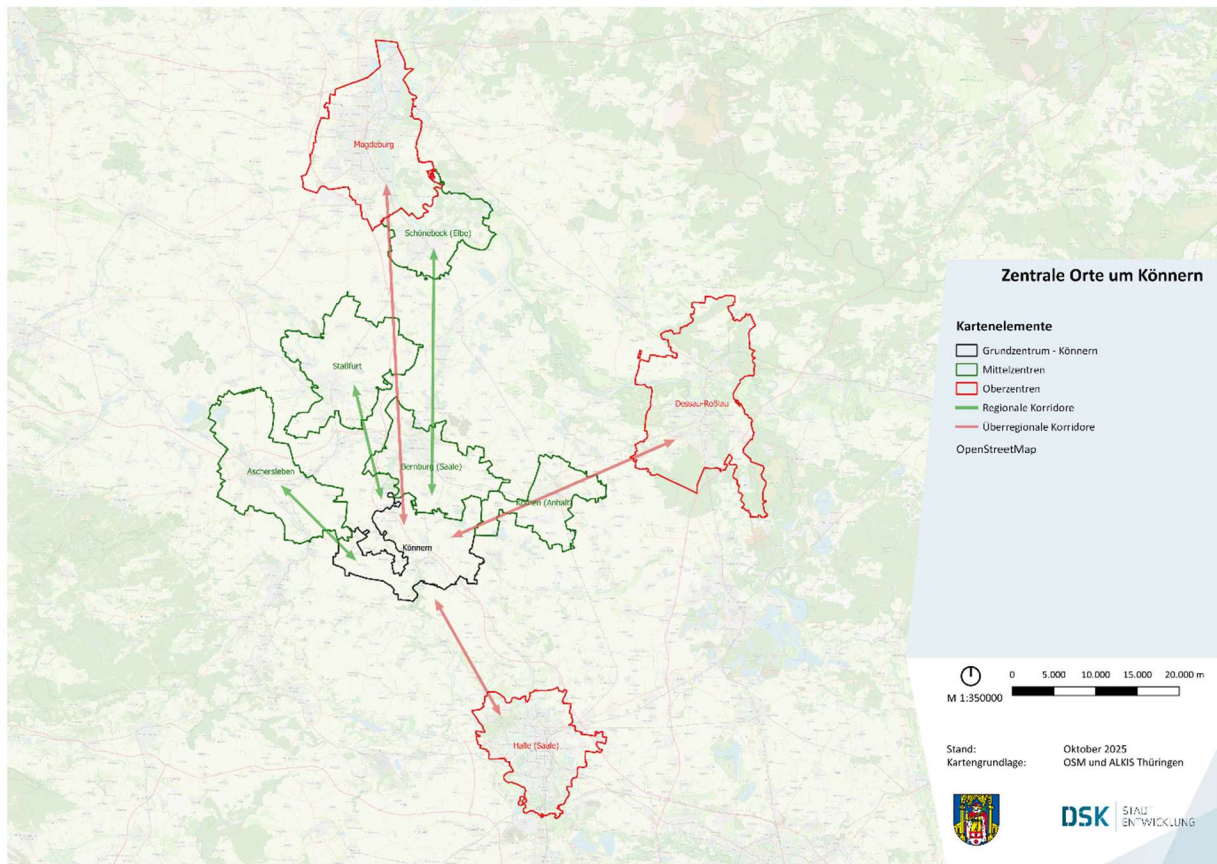 Magdeburg
Schönebeck (Elbe)
Staßfurt
Dessau-Roßlau
Aschersleben
Bernburg (Saale)
Köthen (Anhalt)
Könnern
Halle (Saale)
Zentrale Orte um Könnern
Kartenelemente
Grundzentrum - Könnern
Mittelzentren
Oberzentren
Regionale Korridore
Überregionale Korridore
OpenStreetMap
M 1:350000
0 5.000 10.000 15.000 20.000 m
Stand: Oktober 2025
Kartengrundlage: OSM und ALKIS Thüringen
DSK STADT
ENTWICKLUNG